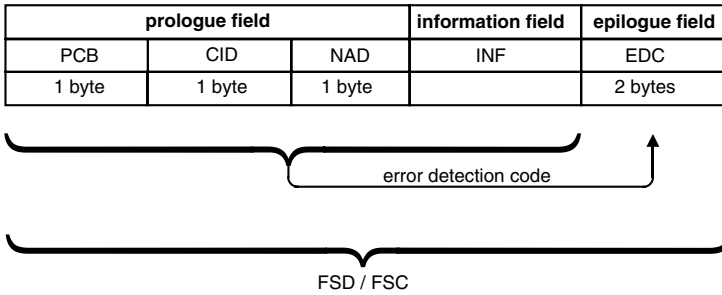 prologue field information field epilogue field
PCB CID NAD INF EDC
1 byte 1 byte 1 byte 2 bytes
error detection code
FSD / FSC